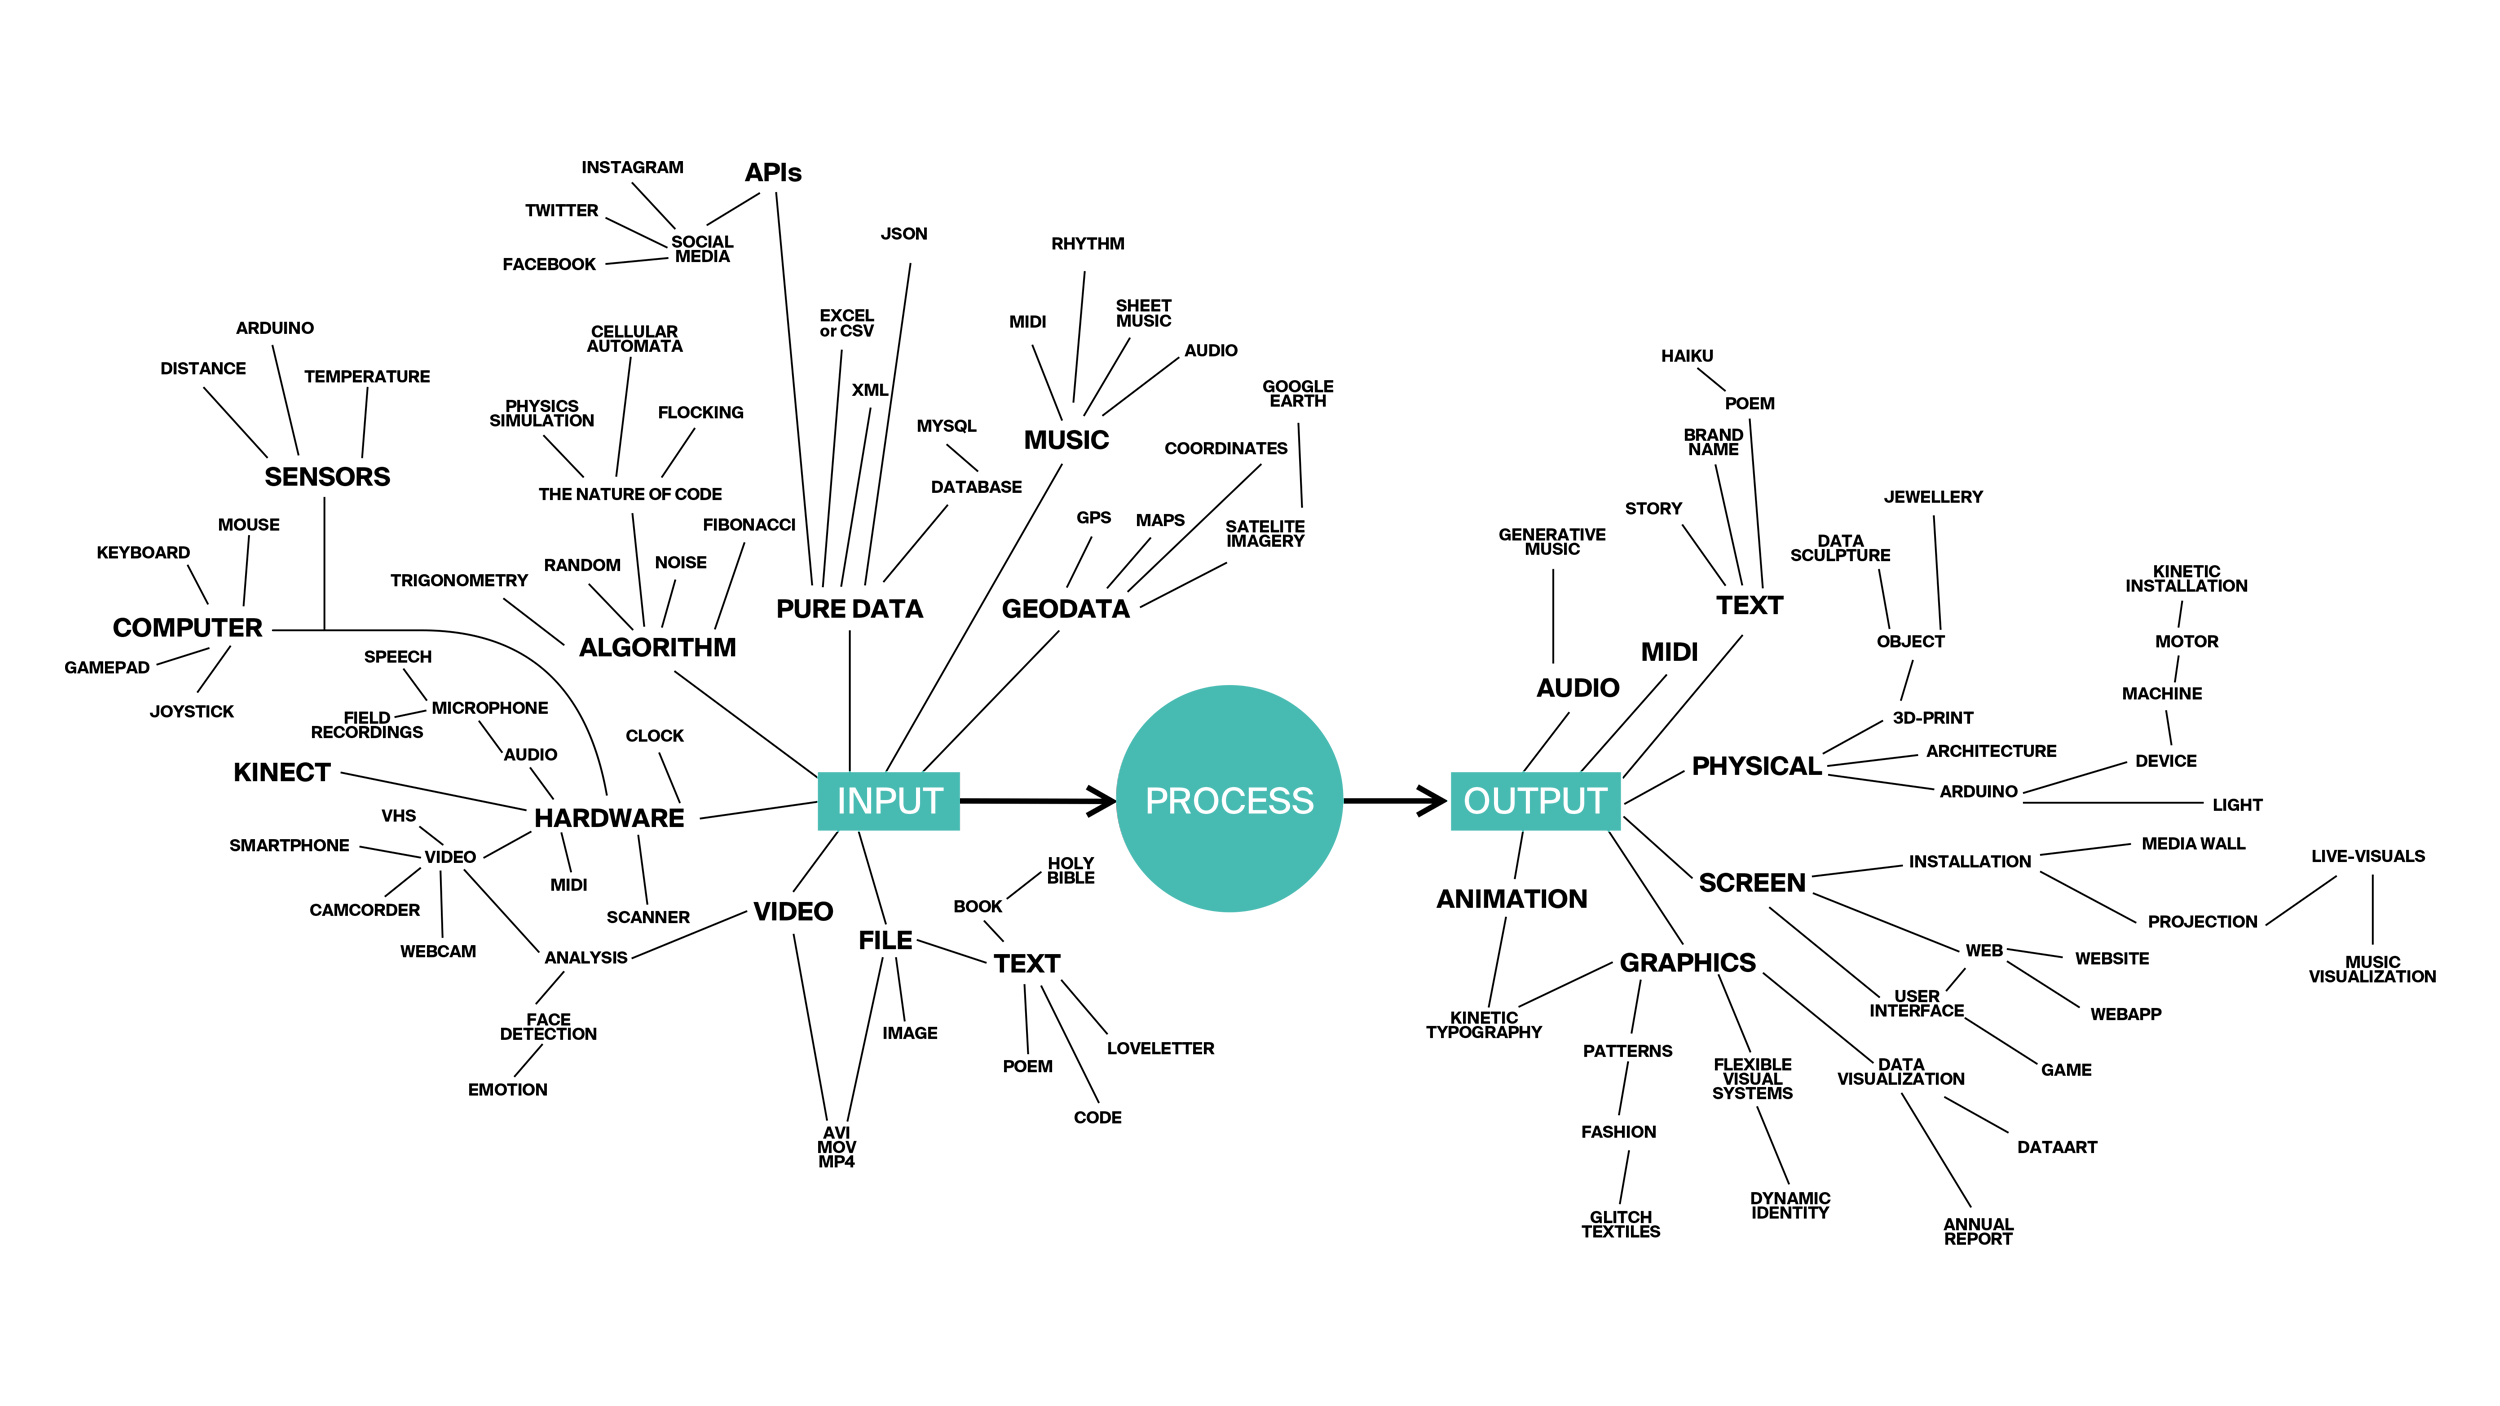 INSTAGRAM
APIs
TWITTER
SOCIAL
MEDIA
FACEBOOK
JSON
RHYTHM
ARDUINO
DISTANCE
TEMPERATURE
SENSORS
CELLULAR
AUTOMATA
PHYSICS
SIMULATION
FLOCKING
THE NATURE OF CODE
FIBONACCI
RANDOM
NOISE
TRIGONOMETRY
ALGORITHM
EXCEL
or CSV
XML
MYSQL
DATABASE
PURE DATA
MIDI
SHEET
MUSIC
AUDIO
MUSIC
GOOGLE
EARTH
COORDINATES
GPS
MAPS
SATELITE
IMAGERY
GEODATA
MOUSE
KEYBOARD
COMPUTER
GAMEPAD
JOYSTICK
SPEECH
MICROPHONE
FIELD
RECORDINGS
AUDIO
CLOCK
KINECT
HARDWARE
VHS
SMARTPHONE
VIDEO
CAMCORDER
WEBCAM
MIDI
SCANNER
ANALYSIS
FACE
DETECTION
EMOTION
INPUT
VIDEO
FILE
HOLY
BIBLE
BOOK
TEXT
IMAGE
POEM
LOVELETTER
CODE
AVI
MOV
MP4
PROCESS
OUTPUT
HAIKU
POEM
BRAND
NAME
STORY
TEXT
GENERATIVE
MUSIC
MIDI
AUDIO
JEWELLERY
DATA
SCULPTURE
OBJECT
3D-PRINT
PHYSICAL
ARCHITECTURE
ARDUINO
KINETIC
INSTALLATION
MOTOR
MACHINE
DEVICE
LIGHT
SCREEN
INSTALLATION
MEDIA WALL
LIVE-VISUALS
PROJECTION
MUSIC
VISUALIZATION
WEB
WEBSITE
WEBAPP
USER
INTERFACE
GAME
ANIMATION
GRAPHICS
KINETIC
TYPOGRAPHY
PATTERNS
FASHION
GLITCH
TEXTILES
FLEXIBLE
VISUAL
SYSTEMS
DYNAMIC
IDENTITY
DATA
VISUALIZATION
DATAART
ANNUAL
REPORT